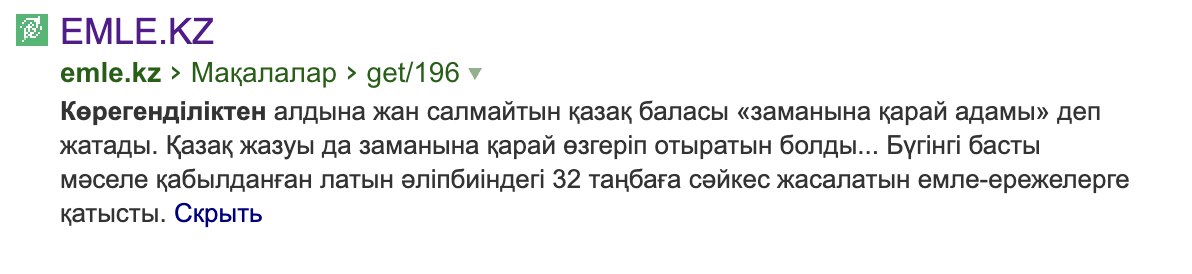 EMLE.KZ
emle.kz › Мақалалар › get/196
Көрегенділіктен алдына жан салмайтын қазақ баласы «заманына қарай адамы» деп
жатады. Қазақ жазуы да заманына қарай өзгеріп отыратын болды... Бүгінгі басты
мәселе қабылданған латын әліпбиіндегі 32 таңбаға сәйкес жасалатын емле-ережелерге
қатысты. Скрыть